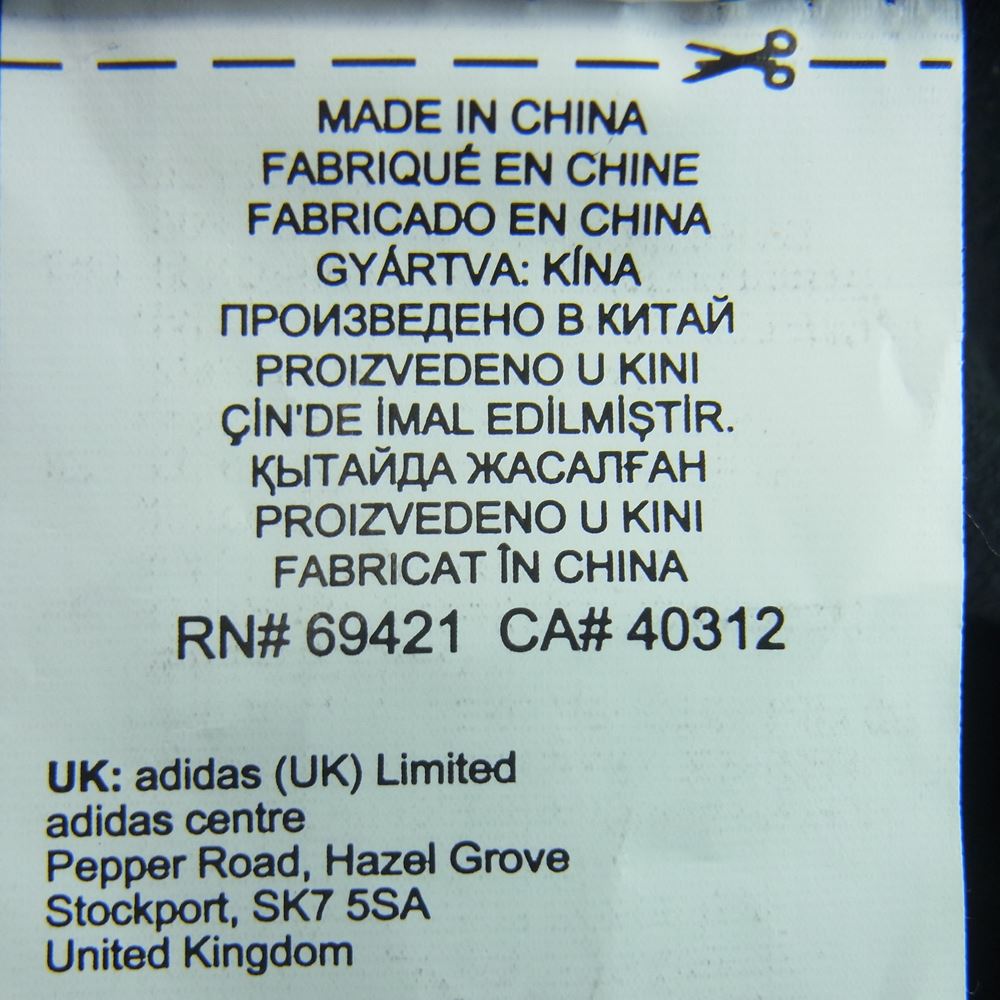 MADE IN CHINA
FABRIQUÉ EN CHINE
FABRICADO EN CHINA
GYÁRTVA: KÍNA
ПРОИЗВЕДЕНО В КИТАЙ
PROIZVEDENO U KINI
ÇİN'DE İMAL EDİLMİŞTİR.
ҚЫТАЙДА ЖАСАЛҒАН
PROIZVEDENO U KINI
FABRICAT ÎN CHINA
RN# 69421 CA# 40312
UK: adidas (UK) Limited
adidas centre
Pepper Road, Hazel Grove
Stockport, SK7 5SA
United Kingdom